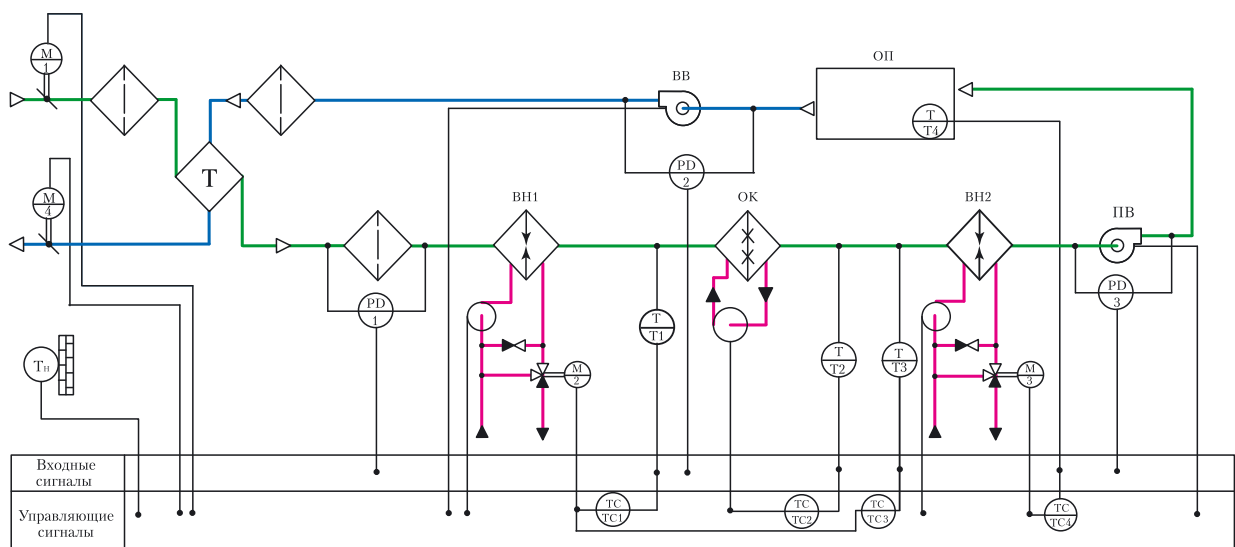 М
1
ВВ
ОП
Т
Т4
М
4
Т
PD
2
ВН1
ОК
ВН2
ПВ
PD
1
Т
Т1
PD
3
Тн
М
2
Т
Т2
Т
Т3
М
3
Входные
сигналы
Управляющие
сигналы
ТС
ТС1
ТС
ТС2
ТС
ТС3
ТС
ТС4